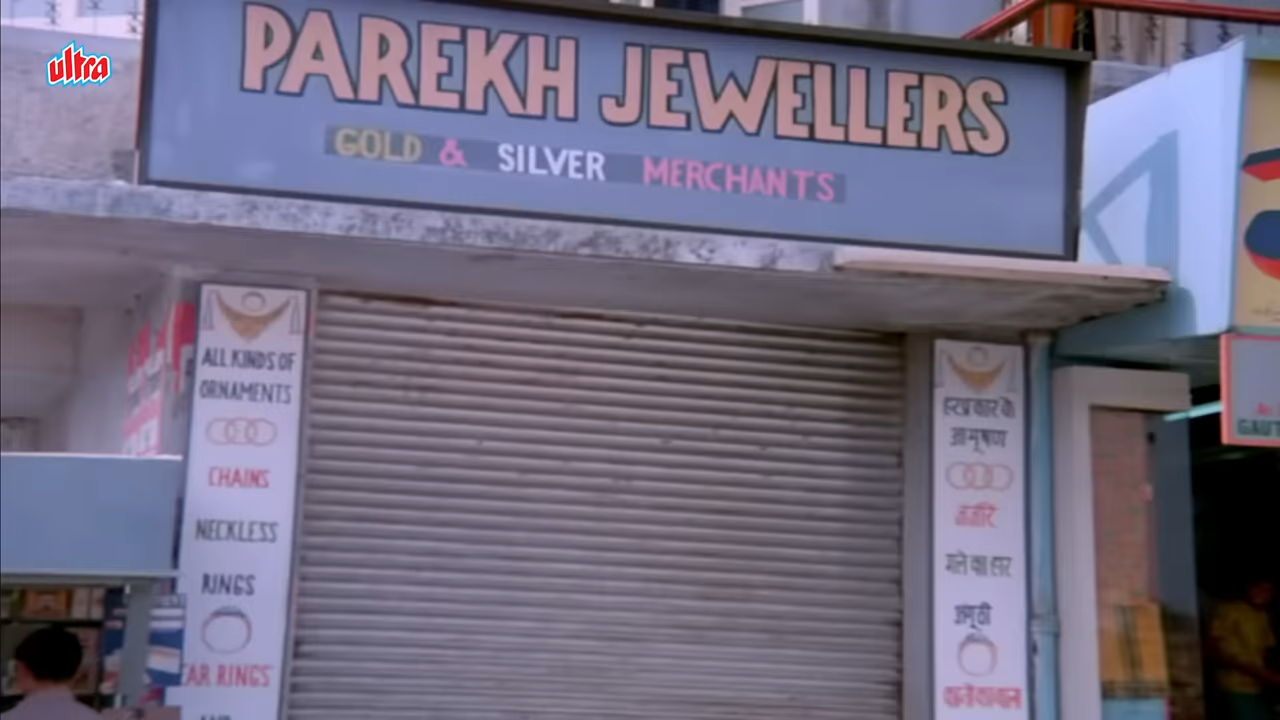 ultra
PAREKH JEWELLERS
GOLD & SILVER MERCHANTS
ALL KINDS OF
ORNAMENTS
CHAINS
NECKLESS
RINGS
EAR RINGS
AND
हर प्रकार के
आभूषण
जंजीर
गले का हार
अंगूठी